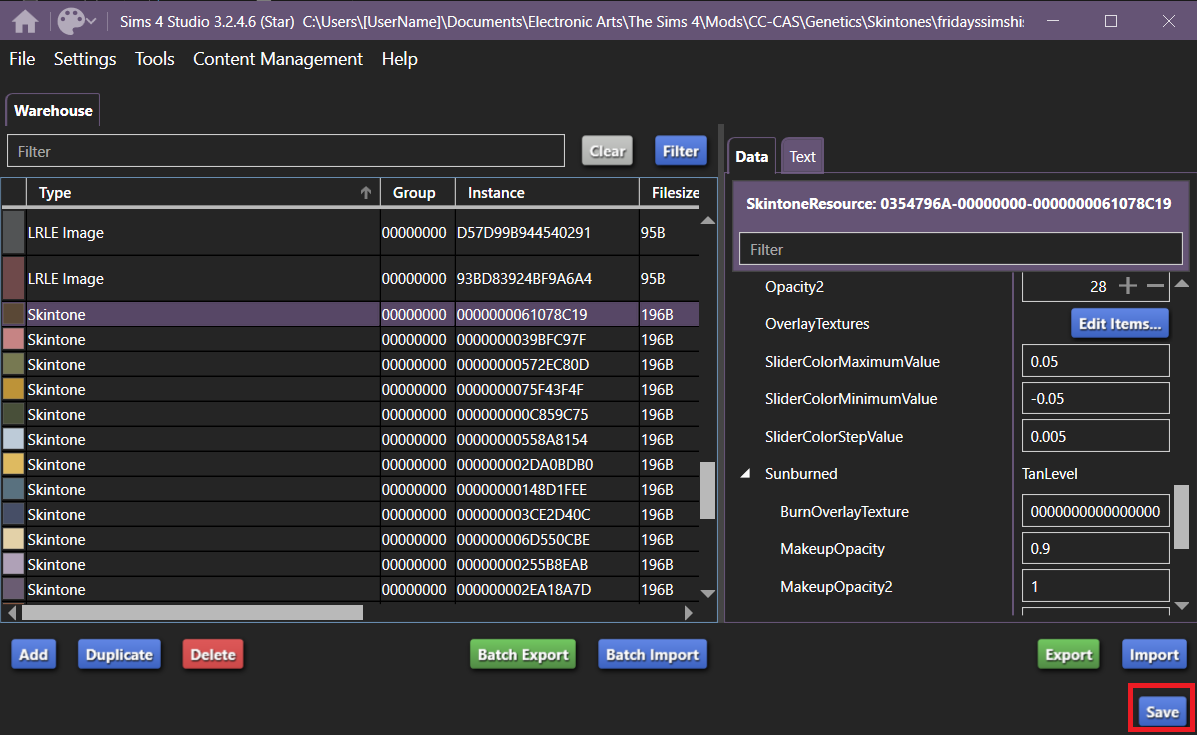 Sims 4 Studio 3.2.4.6 (Star) C:\Users\[UserName]\Documents\Electronic Arts\The Sims 4\Mods\CC-CAS\Genetics\Skintones\fridayssimshi
File Settings Tools Content Management Help
Warehouse
Filter Clear Filter
Type Group Instance Filesize
LRLE Image 00000000 D57D99B944540291 95B
LRLE Image 00000000 93BD83924BF9A6A4 95B
Skintone 00000000 0000000061078C19 196B
Skintone 00000000 0000000039BFC97F 196B
Skintone 00000000 00000000572EC80D 196B
Skintone 00000000 0000000075F43F4F 196B
Skintone 00000000 000000000C859C75 196B
Skintone 00000000 00000000558A8154 196B
Skintone 00000000 000000002DA0BDB0 196B
Skintone 00000000 00000000148D1FEE 196B
Skintone 00000000 000000003CE2D40C 196B
Skintone 00000000 000000006D550CBE 196B
Skintone 00000000 00000000255B8EAB 196B
Skintone 00000000 000000002EA18A7D 196B
Add Duplicate Delete Batch Export Batch Import
Data Text
SkintoneResource: 0354796A-00000000-0000000061078C19
Filter
Opacity2 28
OverlayTextures Edit Items...
SliderColorMaximumValue 0.05
SliderColorMinimumValue -0.05
SliderColorStepValue 0.005
Sunburned TanLevel
BurnOverlayTexture 0000000000000000
MakeupOpacity 0.9
MakeupOpacity2 1
Export Import
Save